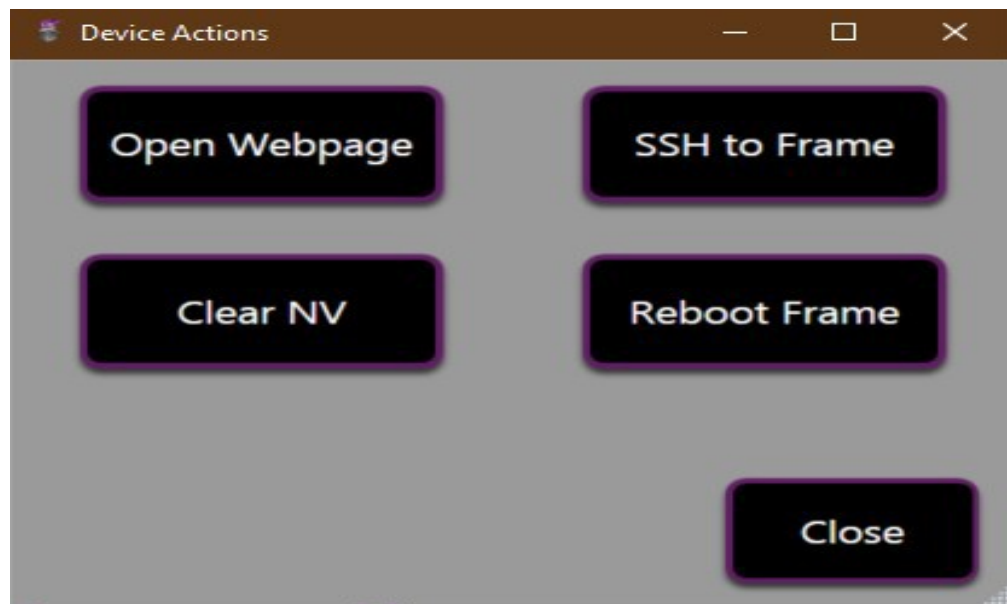 Device Actions
Open Webpage
SSH to Frame
Clear NV
Reboot Frame
Close